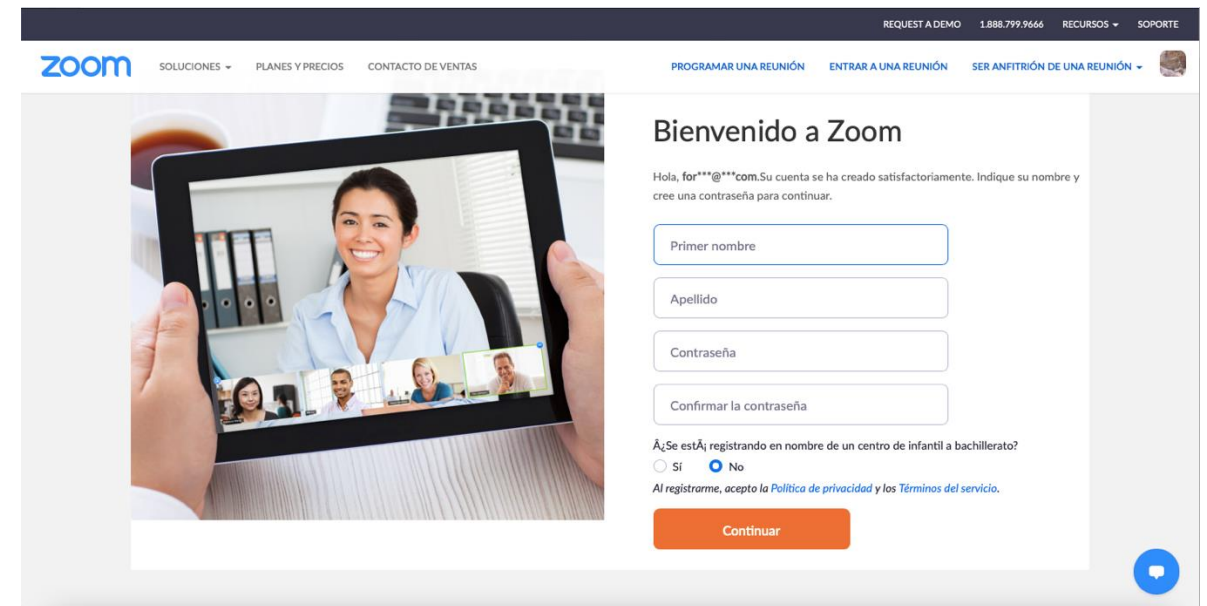 REQUEST A DEMO 1.888.799.9666 RECURSOS SOPORTE
zoom SOLUCIONES PLANES Y PRECIOS CONTACTO DE VENTAS PROGRAMAR UNA REUNIÓN ENTRAR A UNA REUNIÓN SER ANFITRIÓN DE UNA REUNIÓN
Bienvenido a Zoom
Hola, for***@***com.Su cuenta se ha creado satisfactoriamente. Indique su nombre y
cree una contraseña para continuar.
Primer nombre
Apellido
Contraseña
Confirmar la contraseña
Â¿Se estÃ¡ registrando en nombre de un centro de infantil a bachillerato?
Sí No
Al registrarme, acepto la Política de privacidad y los Términos del servicio.
Continuar